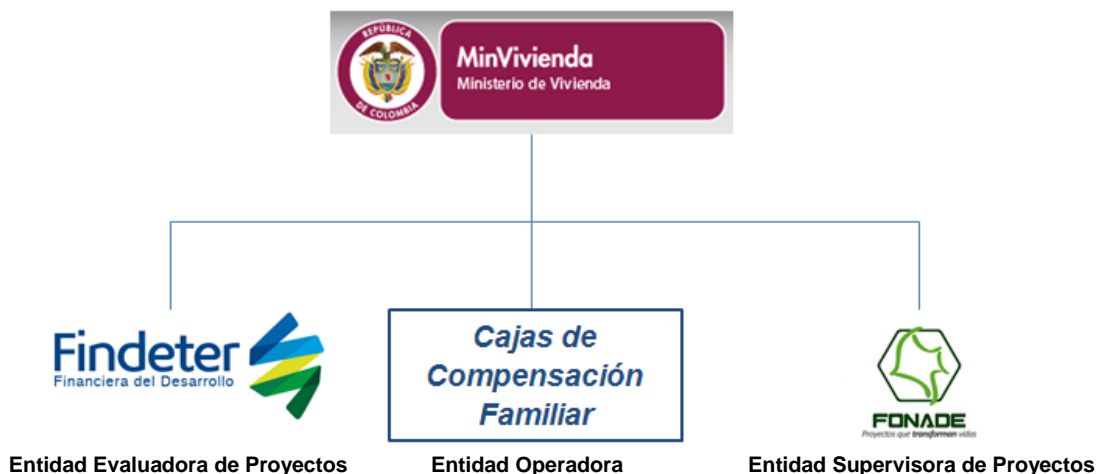 REPÚBLICA
DE COLOMBIA
MinVivienda
Ministerio de Vivienda
Findeter
Financiera del Desarrollo
Cajas de
Compensación
Familiar
FONADE
Proyectos que transforman vidas
Entidad Evaluadora de Proyectos
Entidad Operadora
Entidad Supervisora de Proyectos